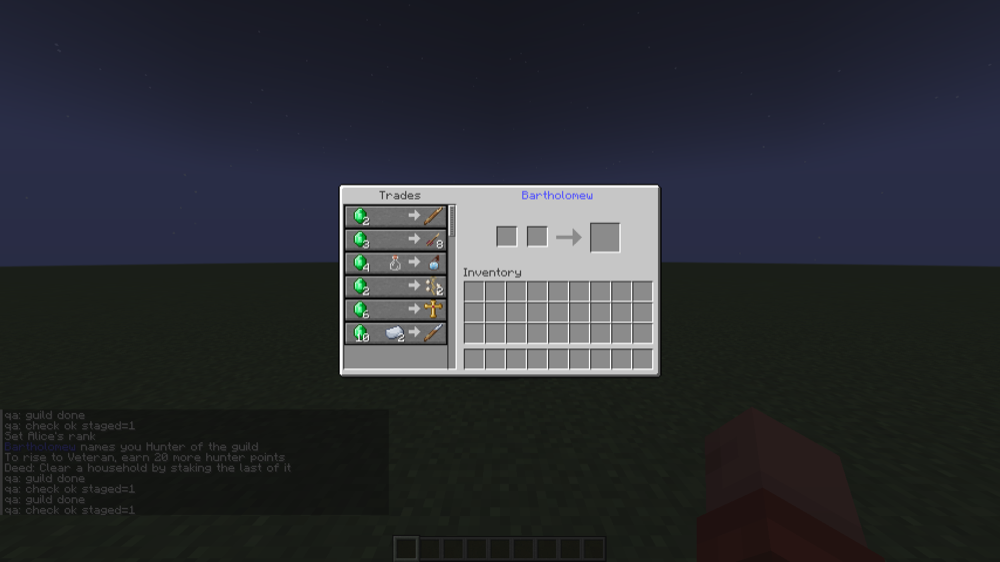 Trades
Bartholomew
2
3
8
4
2
2
6
10
2
Inventory
qa: guild done
qa: check ok staged=1
Set Alice's rank
Bartholomew names you Hunter of the guild
To rise to Veteran, earn 20 more hunter points
Deed: Clear a household by staking the last of it
qa: guild done
qa: check ok staged=1
qa: guild done
qa: check ok staged=1